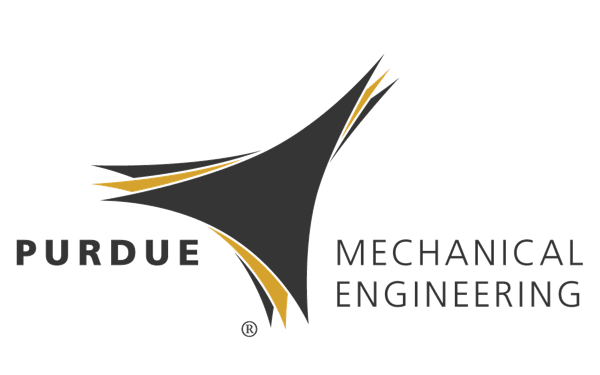 PURDUE
MECHANICAL
ENGINEERING
®